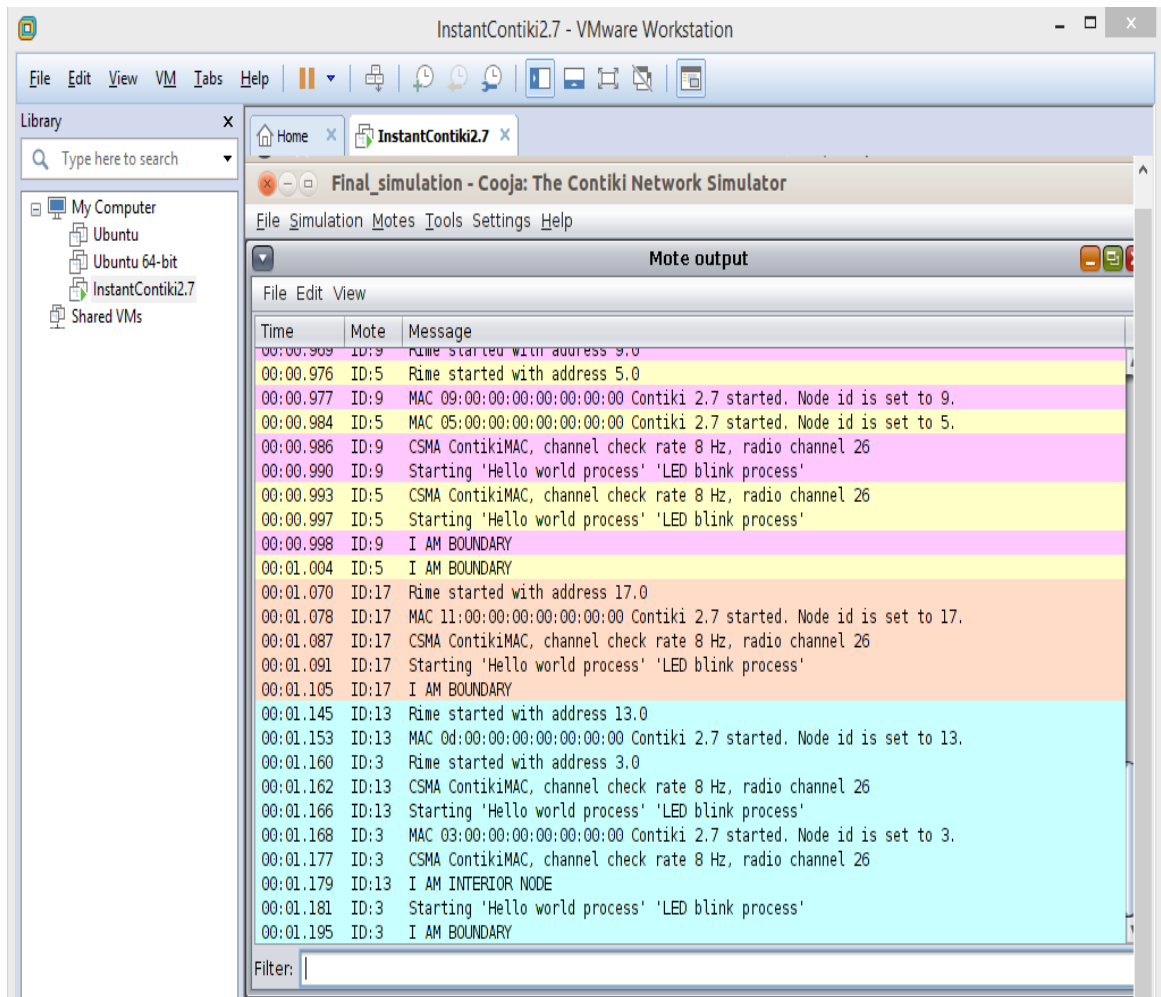 InstantContiki2.7 - VMware Workstation
File Edit View VM Tabs Help
Library
Type here to search
My Computer
Ubuntu
Ubuntu 64-bit
InstantContiki2.7
Shared VMs
Home InstantContiki2.7
Final_simulation - Cooja: The Contiki Network Simulator
File Simulation Motes Tools Settings Help
Mote output
File Edit View
Time Mote Message
00:00.969 ID:9 Rime started with address 9.0
00:00.976 ID:5 Rime started with address 5.0
00:00.977 ID:9 MAC 09:00:00:00:00:00:00:00 Contiki 2.7 started. Node id is set to 9.
00:00.984 ID:5 MAC 05:00:00:00:00:00:00:00 Contiki 2.7 started. Node id is set to 5.
00:00.986 ID:9 CSMA ContikiMAC, channel check rate 8 Hz, radio channel 26
00:00.990 ID:9 Starting 'Hello world process' 'LED blink process'
00:00.993 ID:5 CSMA ContikiMAC, channel check rate 8 Hz, radio channel 26
00:00.997 ID:5 Starting 'Hello world process' 'LED blink process'
00:00.998 ID:9 I AM BOUNDARY
00:01.004 ID:5 I AM BOUNDARY
00:01.070 ID:17 Rime started with address 17.0
00:01.078 ID:17 MAC 11:00:00:00:00:00:00:00 Contiki 2.7 started. Node id is set to 17.
00:01.087 ID:17 CSMA ContikiMAC, channel check rate 8 Hz, radio channel 26
00:01.091 ID:17 Starting 'Hello world process' 'LED blink process'
00:01.105 ID:17 I AM BOUNDARY
00:01.145 ID:13 Rime started with address 13.0
00:01.153 ID:13 MAC 0d:00:00:00:00:00:00:00 Contiki 2.7 started. Node id is set to 13.
00:01.160 ID:3 Rime started with address 3.0
00:01.162 ID:13 CSMA ContikiMAC, channel check rate 8 Hz, radio channel 26
00:01.166 ID:13 Starting 'Hello world process' 'LED blink process'
00:01.168 ID:3 MAC 03:00:00:00:00:00:00:00 Contiki 2.7 started. Node id is set to 3.
00:01.177 ID:3 CSMA ContikiMAC, channel check rate 8 Hz, radio channel 26
00:01.179 ID:13 I AM INTERIOR NODE
00:01.181 ID:3 Starting 'Hello world process' 'LED blink process'
00:01.195 ID:3 I AM BOUNDARY
Filter: